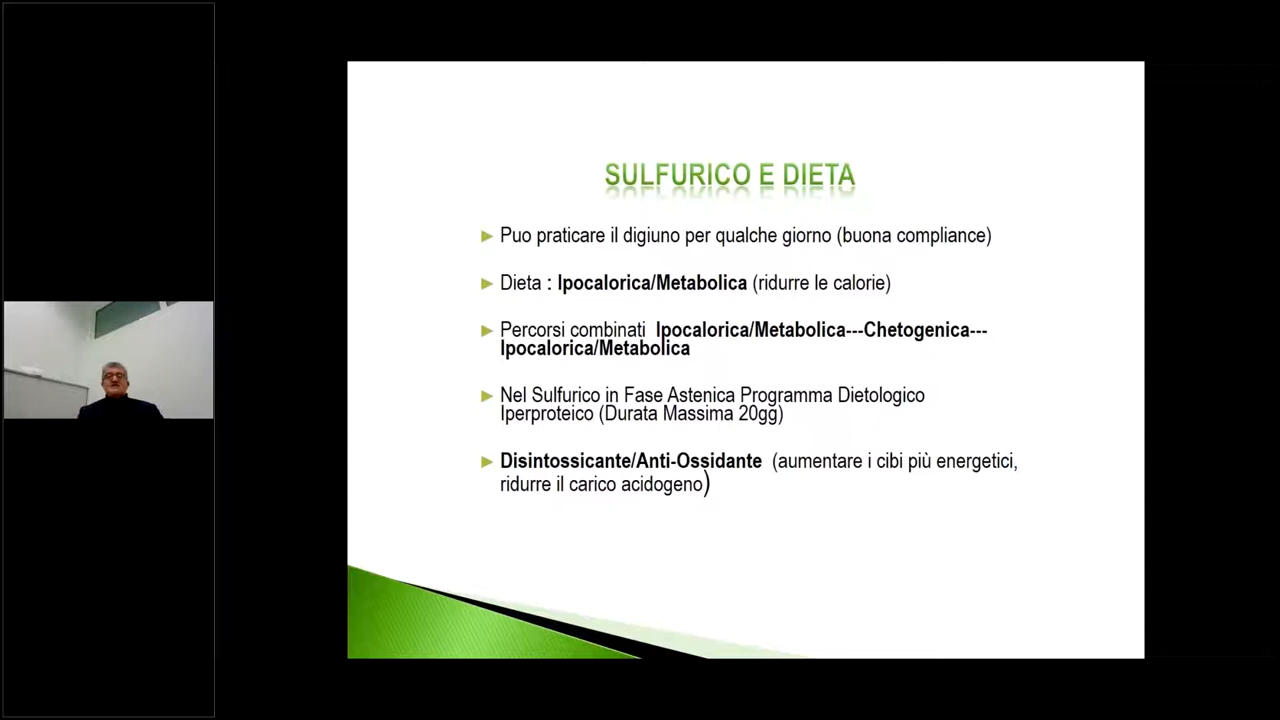 SULFURICO E DIETA
Puo praticare il digiuno per qualche giorno (buona compliance)
Dieta : Ipocalorica/Metabolica (ridurre le calorie)
Percorsi combinati Ipocalorica/Metabolica---Chetogenica---
Ipocalorica/Metabolica
Nel Sulfurico in Fase Astenica Programma Dietologico
Iperproteico (Durata Massima 20gg)
Disintossicante/Anti-Ossidante (aumentare i cibi più energetici,
ridurre il carico acidogeno)